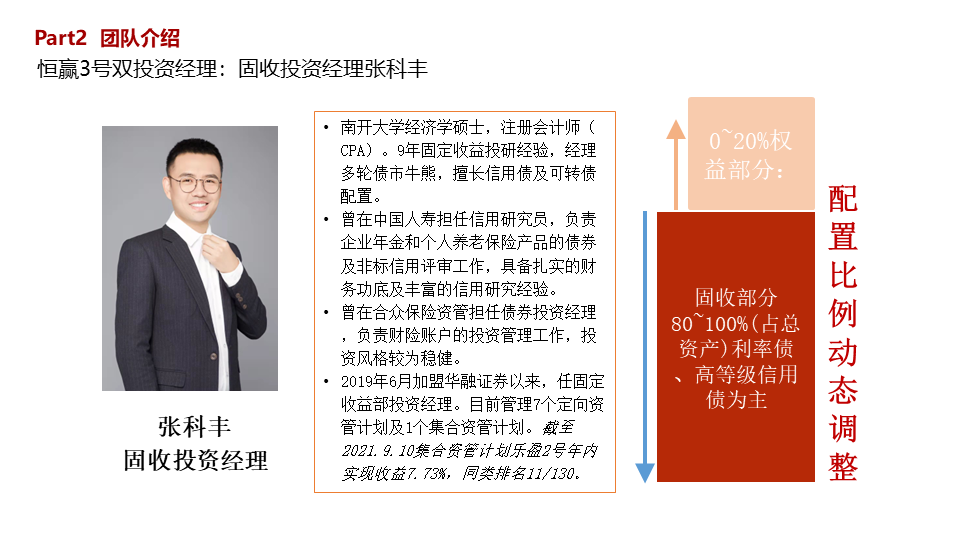 Part2 团队介绍
恒赢3号双投资经理：固收投资经理张科丰
张科丰
固收投资经理
• 南开大学经济学硕士，注册会计师（
CPA）。9年固定收益投研经验，经理
多轮债市牛熊，擅长信用债及可转债
配置。
• 曾在中国人寿担任信用研究员，负责
企业年金和个人养老保险产品的债券
及非标信用评审工作，具备扎实的财
务功底及丰富的信用研究经验。
• 曾在合众保险资管担任债券投资经理
，负责财险账户的投资管理工作，投
资风格较为稳健。
• 2019年6月加盟华融证券以来，任固定
收益部投资经理。目前管理7个定向资
管计划及1个集合资管计划。截至
2021.9.10集合资管计划乐盈2号年内
实现收益7.73%，同类排名11/130。
0~20%权
益部分：
固收部分
80~100%(占总
资产)利率债
、高等级信用
债为主
配置比例动态调整